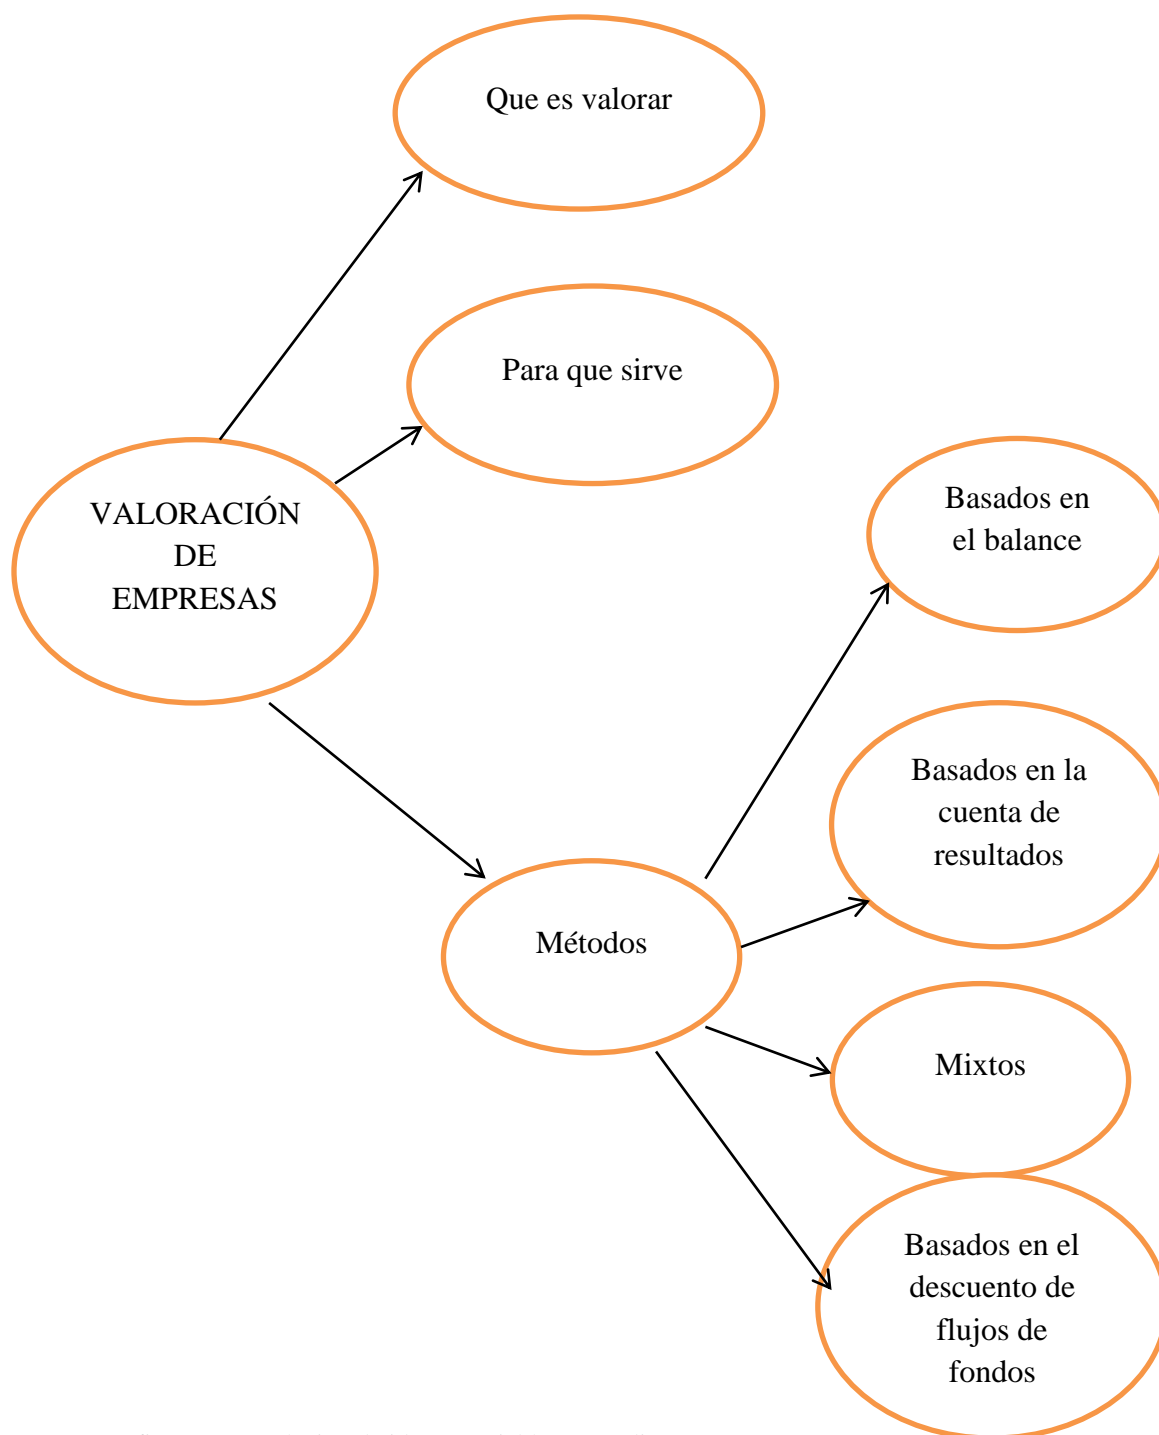 Que es valorar
Para que sirve
VALORACIÓN
DE
EMPRESAS
Basados en
el balance
Basados en la
cuenta de
resultados
Métodos
Mixtos
Basados en el
descuento de
flujos de
fondos